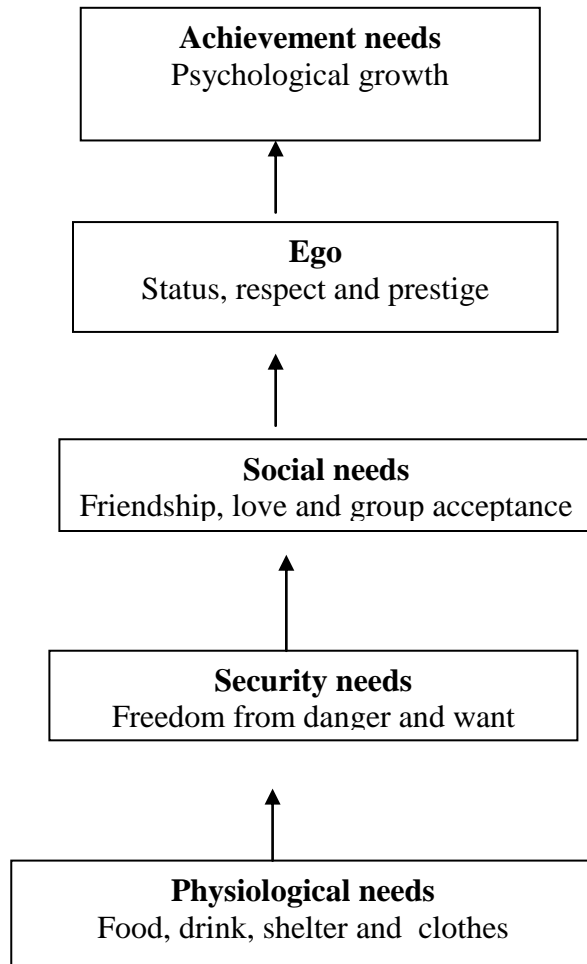 Achievement needs
Psychological growth
Ego
Status, respect and prestige
Social needs
Friendship, love and group acceptance
Security needs
Freedom from danger and want
Physiological needs
Food, drink, shelter and  clothes